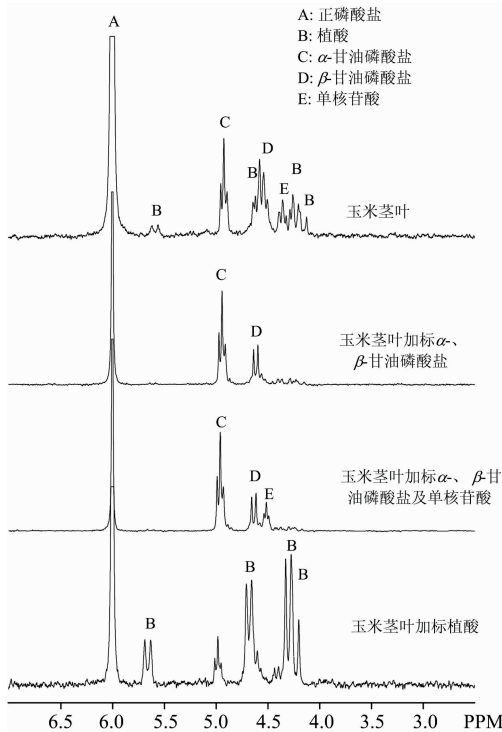 A: 正磷酸盐
B: 植酸
C: α-甘油磷酸盐
D: β-甘油磷酸盐
E: 单核苷酸
A
C
D
B
B
E
B
B
玉米茎叶
C
D
玉米茎叶加标α-、
β-甘油磷酸盐
C
D
E
玉米茎叶加标α-、β-甘
油磷酸盐及单核苷酸
B
B
B
B
玉米茎叶加标植酸
6.5 6.0 5.5 5.0 4.5 4.0 3.5 3.0 PPM